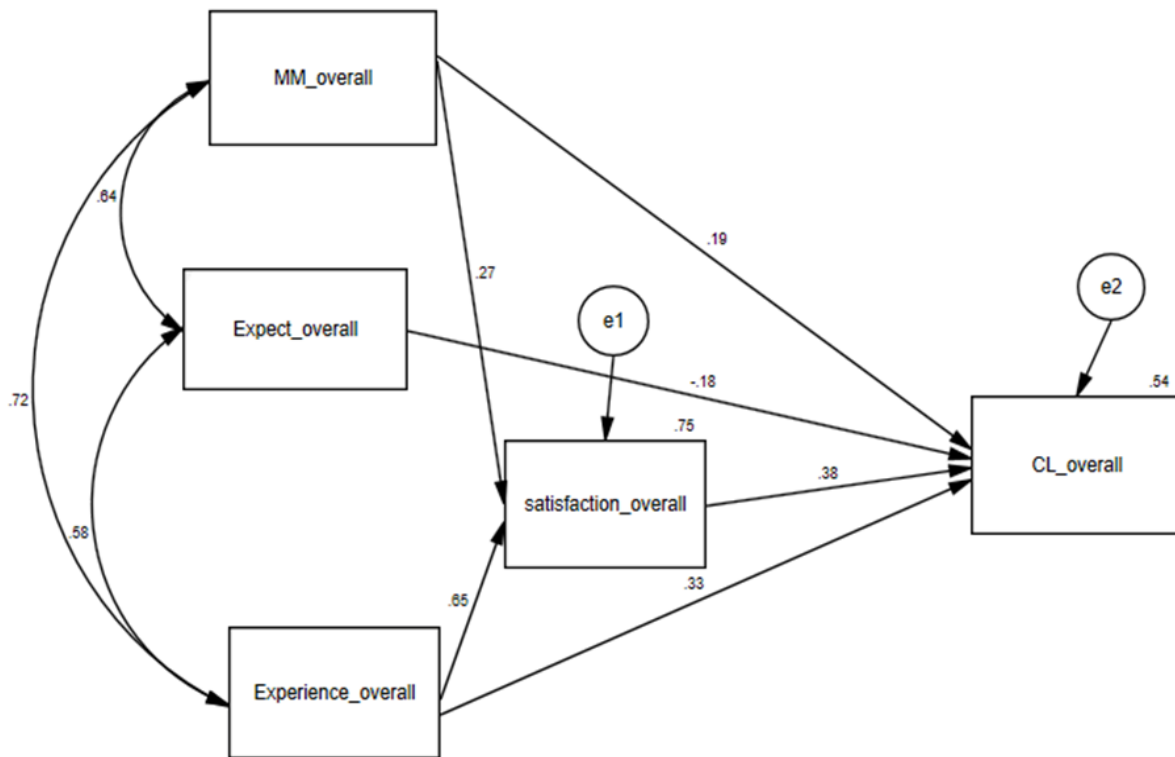 MM_overall
.64
.19
.27
Expect_overall
e1
e2
-.18
.54
.72
.75
CL_overall
.38
satisfaction_overall
.58
.33
.65
Experience_overall